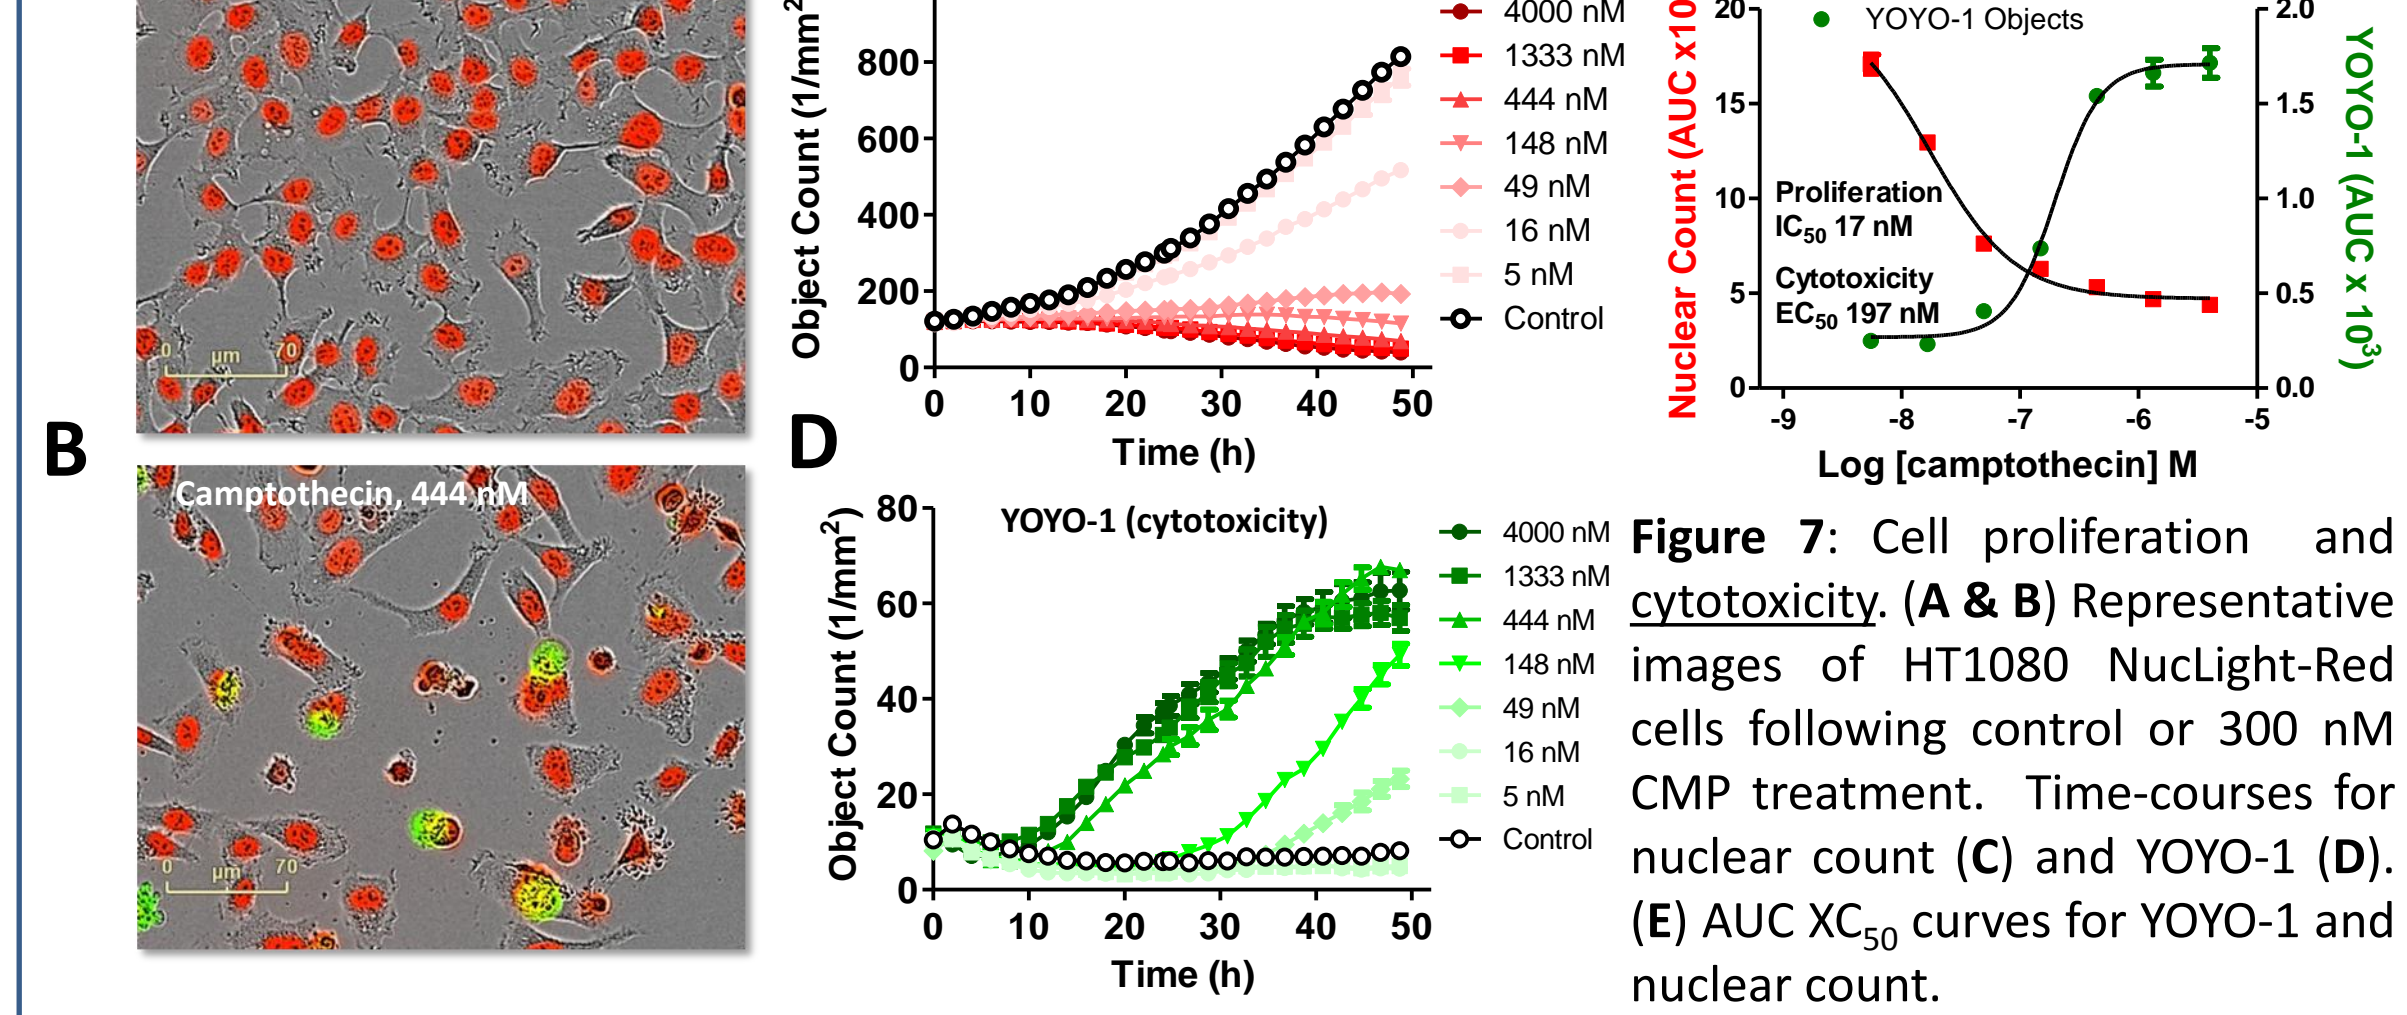 0 µm 70
B
Camptothecin, 444 nM
0 µm 70
Object Count (1/mm²
800
600
400
200
0
0 10 20 30 40 50
Time (h)
4000 nM
1333 nM
444 nM
148 nM
49 nM
16 nM
5 nM
Control
D
YOYO-1 (cytotoxicity)
Object Count (1/mm²)
80
60
40
20
0
0 10 20 30 40 50
Time (h)
4000 nM
1333 nM
444 nM
148 nM
49 nM
16 nM
5 nM
Control
Nuclear Count (AUC x10
20
15
10
5
0
YOYO-1 Objects
Proliferation
IC50 17 nM
Cytotoxicity
EC50 197 nM
2.0
1.5
1.0
0.5
0.0
YOYO-1 (AUC x 10³)
-9 -8 -7 -6 -5
Log [camptothecin] M
Figure 7: Cell proliferation and
cytotoxicity. (A & B) Representative
images of HT1080 NucLight-Red
cells following control or 300 nM
CMP treatment. Time-courses for
nuclear count (C) and YOYO-1 (D).
(E) AUC XC50 curves for YOYO-1 and
nuclear count.